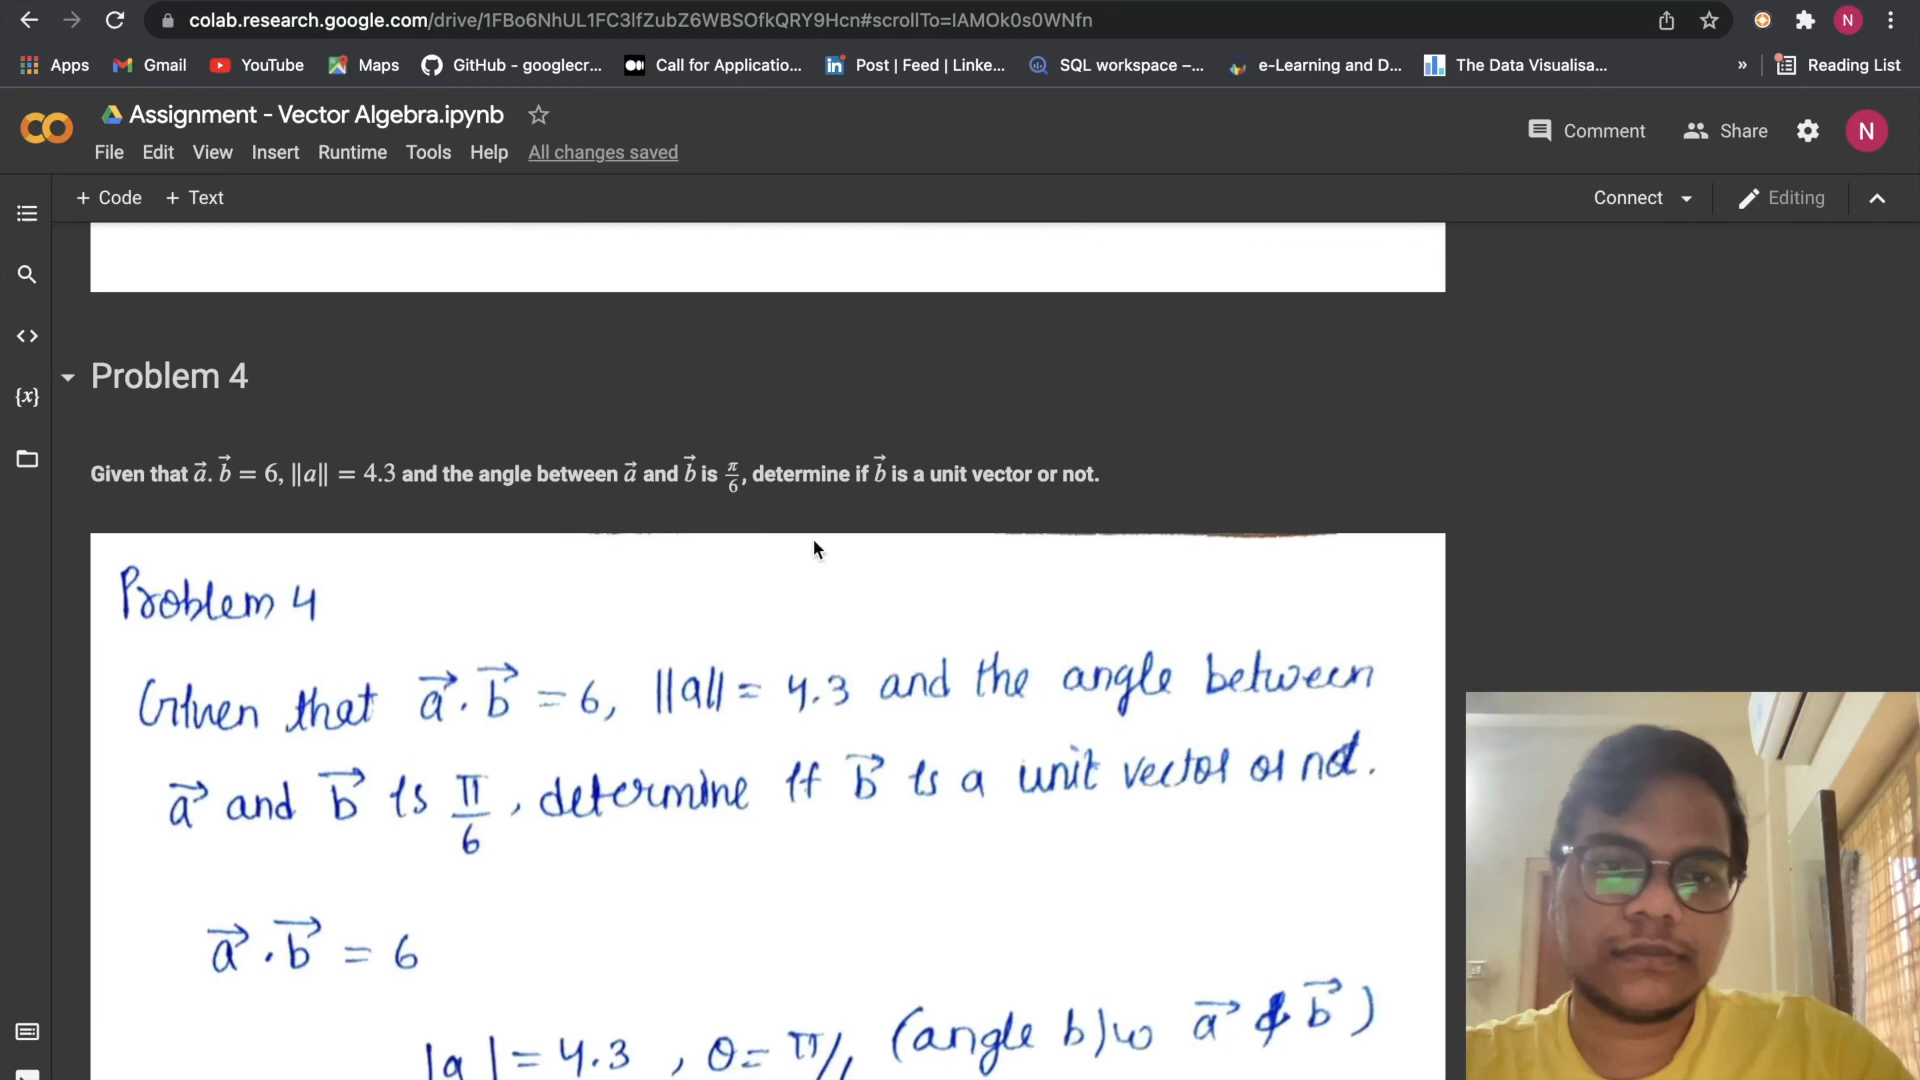 colab.research.google.com/drive/1FBo6NhUL1FC3lfZubZ6WBSOfkQRY9Hcn#scrollTo=IAMOk0s0WNfn
N
Apps Gmail YouTube Maps GitHub - googlecr... Call for Applicatio... Post | Feed | Linke... SQL workspace –... e-Learning and D... The Data Visualisa... » Reading List
Assignment - Vector Algebra.ipynb
Comment Share N
File Edit View Insert Runtime Tools Help All changes saved
+ Code + Text Connect Editing
{x}
Problem 4
Given that a⃗. b⃗ = 6, ||a|| = 4.3 and the angle between a⃗ and b⃗ is π/6, determine if b⃗ is a unit vector or not.
Problem 4
Given that a⃗ . b⃗ = 6, ||a|| = 4.3 and the angle between
a⃗ and b⃗ is π/6, determine if b⃗ is a unit vector or not.
a⃗ . b⃗ = 6
|a| = 4.3 , θ = π/ (angle b/w a⃗ & b⃗)